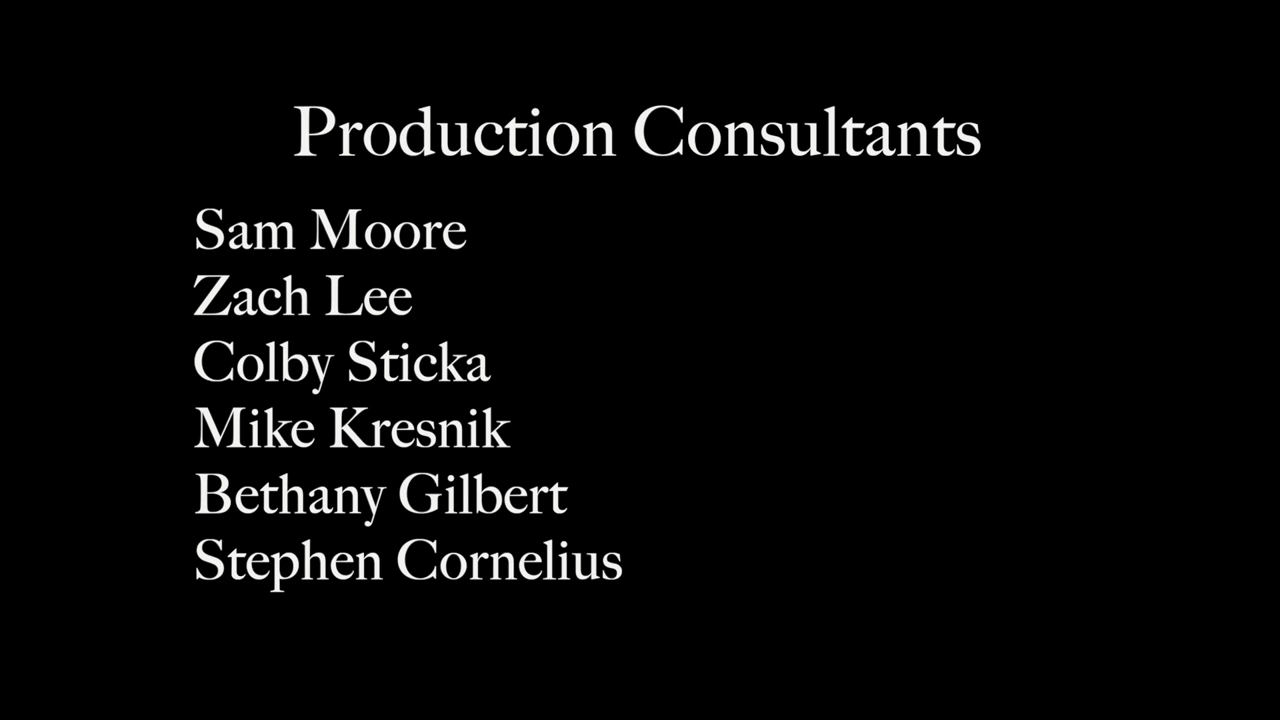 Production Consultants
Sam Moore
Zach Lee
Colby Sticka
Mike Kresnik
Bethany Gilbert
Stephen Cornelius